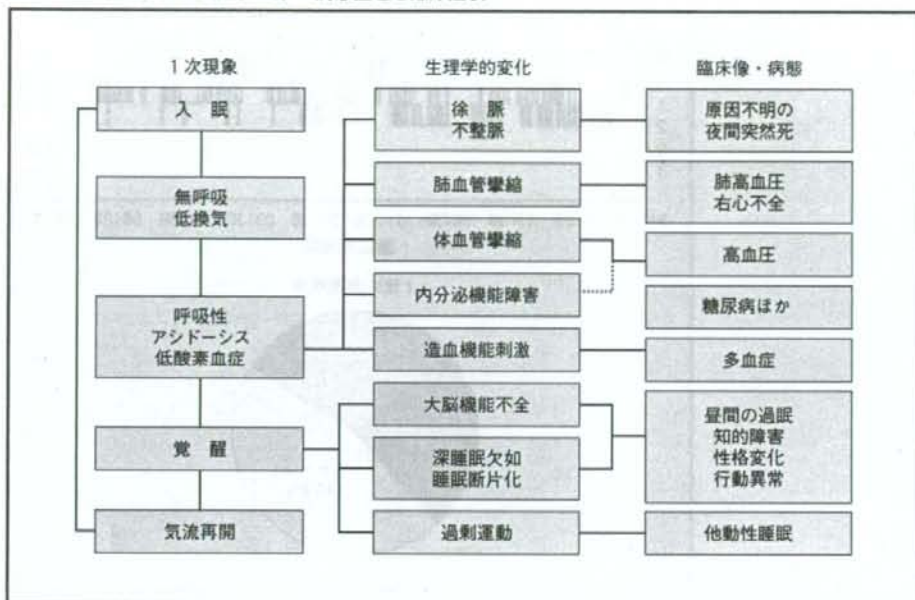 1次現象
入眠
無呼吸
低換気
呼吸性
アシドーシス
低酸素血症
覚醒
気流再開
生理学的変化
徐脈
不整脈
肺血管攣縮
体血管攣縮
内分泌機能障害
造血機能刺激
大脳機能不全
深睡眠欠如
睡眠断片化
過剰運動
臨床像・病態
原因不明の
夜間突然死
肺高血圧
右心不全
高血圧
糖尿病ほか
多血症
昼間の過眠
知的障害
性格変化
行動異常
他動性睡眠